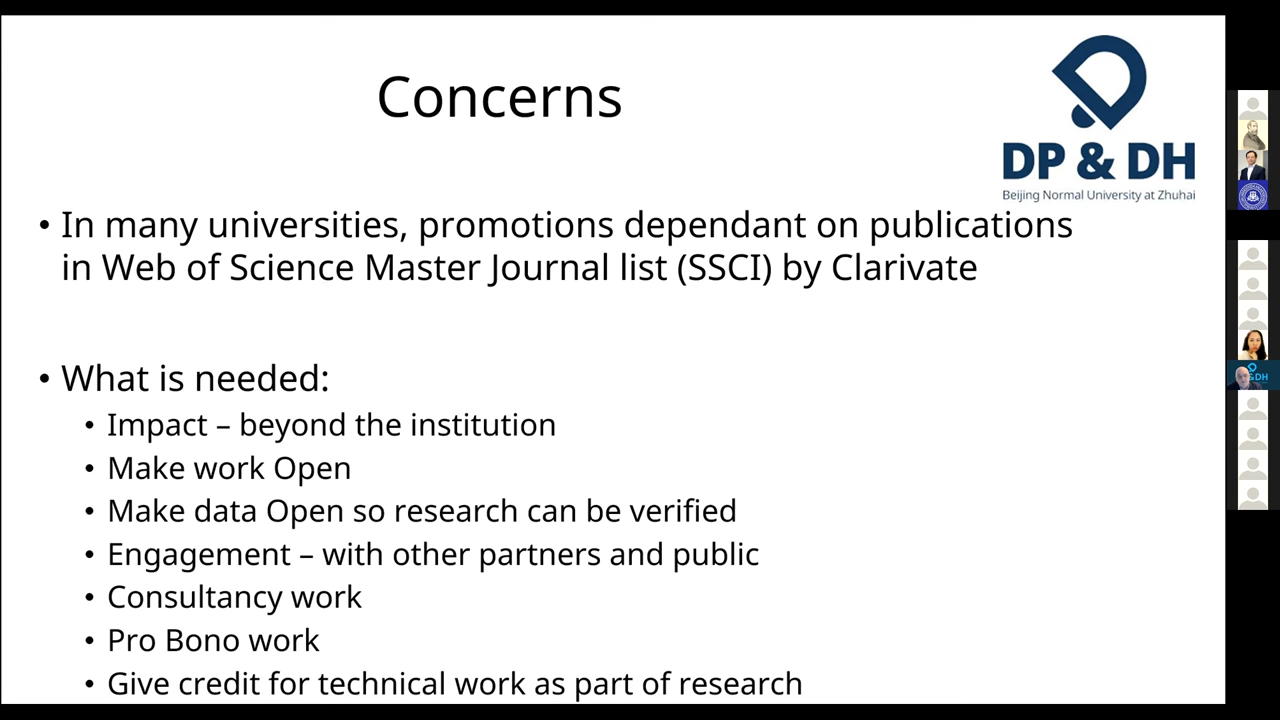 Concerns
DP & DH
Beijing Normal University at Zhuhai
• In many universities, promotions dependant on publications
in Web of Science Master Journal list (SSCI) by Clarivate
• What is needed:
• Impact – beyond the institution
• Make work Open
• Make data Open so research can be verified
• Engagement – with other partners and public
• Consultancy work
• Pro Bono work
• Give credit for technical work as part of research